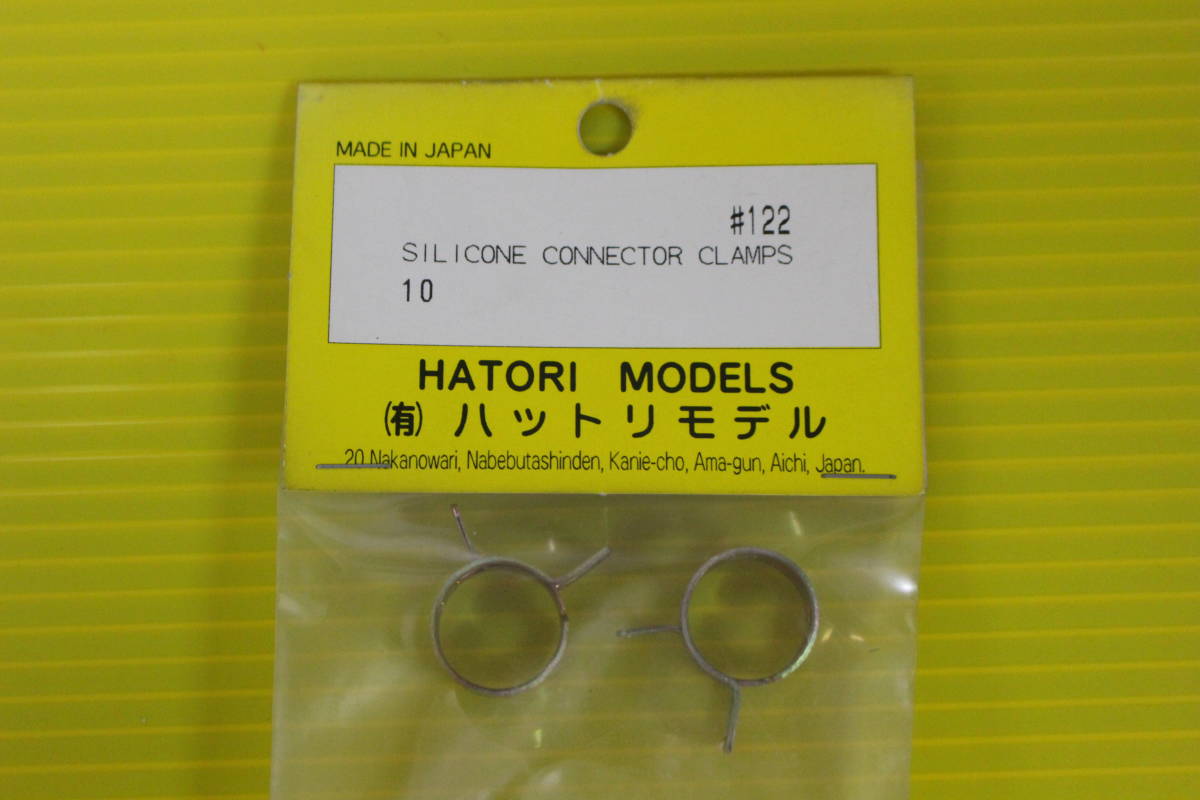 MADE IN JAPAN
#122
SILICONE CONNECTOR CLAMPS
10
HATORI MODELS
(有) ハットリモデル
20 Nakanowari, Nabebutashinden, Kanie-cho, Ama-gun, Aichi, Japan.